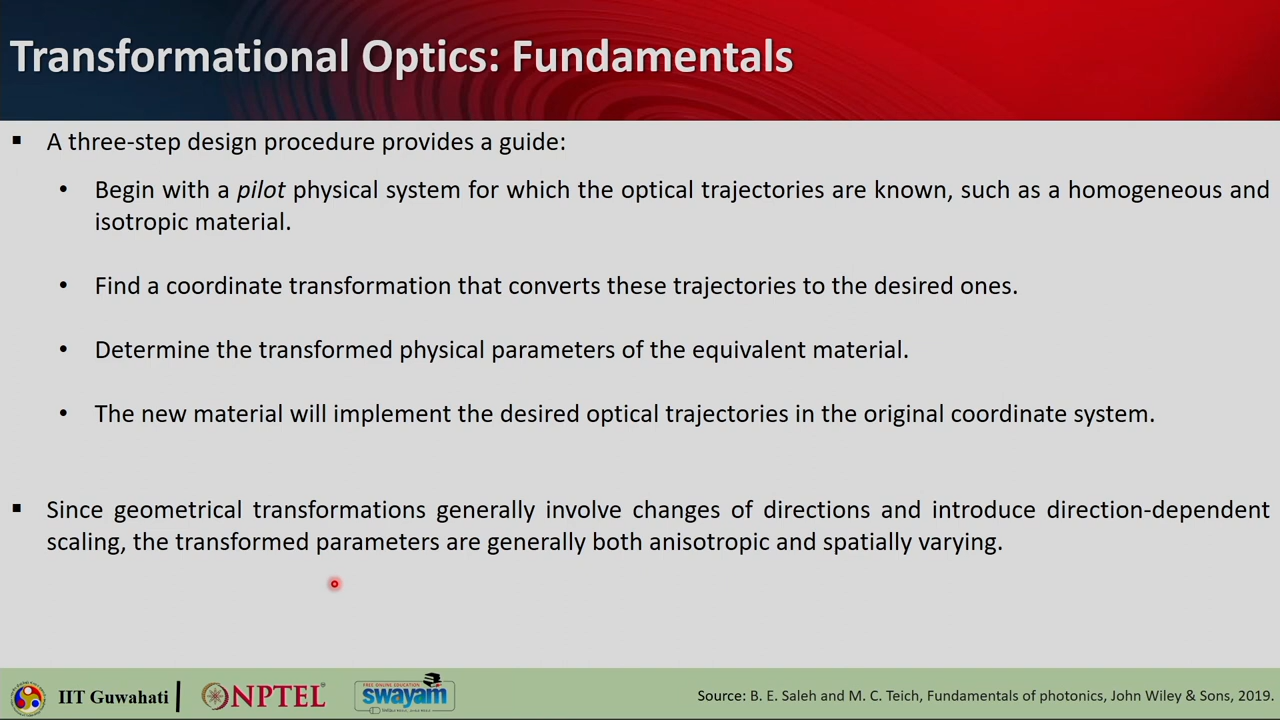 Transformational Optics: Fundamentals
▪ A three-step design procedure provides a guide:
• Begin with a pilot physical system for which the optical trajectories are known, such as a homogeneous and
isotropic material.
• Find a coordinate transformation that converts these trajectories to the desired ones.
• Determine the transformed physical parameters of the equivalent material.
• The new material will implement the desired optical trajectories in the original coordinate system.
▪ Since geometrical transformations generally involve changes of directions and introduce direction-dependent
scaling, the transformed parameters are generally both anisotropic and spatially varying.
IIT Guwahati
NPTEL
FREE ONLINE EDUCATION
swayam
Source: B. E. Saleh and M. C. Teich, Fundamentals of photonics, John Wiley & Sons, 2019.